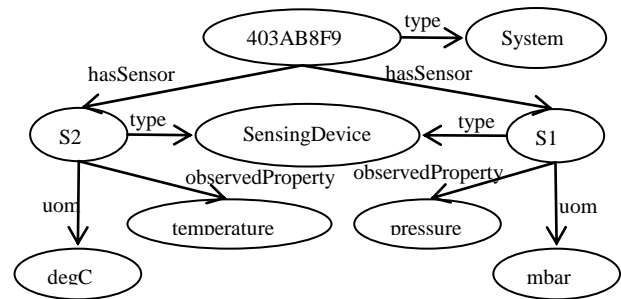 type
403AB8F9
System
hasSensor
hasSensor
type
type
S2
SensingDevice
S1
observedProperty
observedProperty
uom
temperature
pressure
uom
degC
mbar